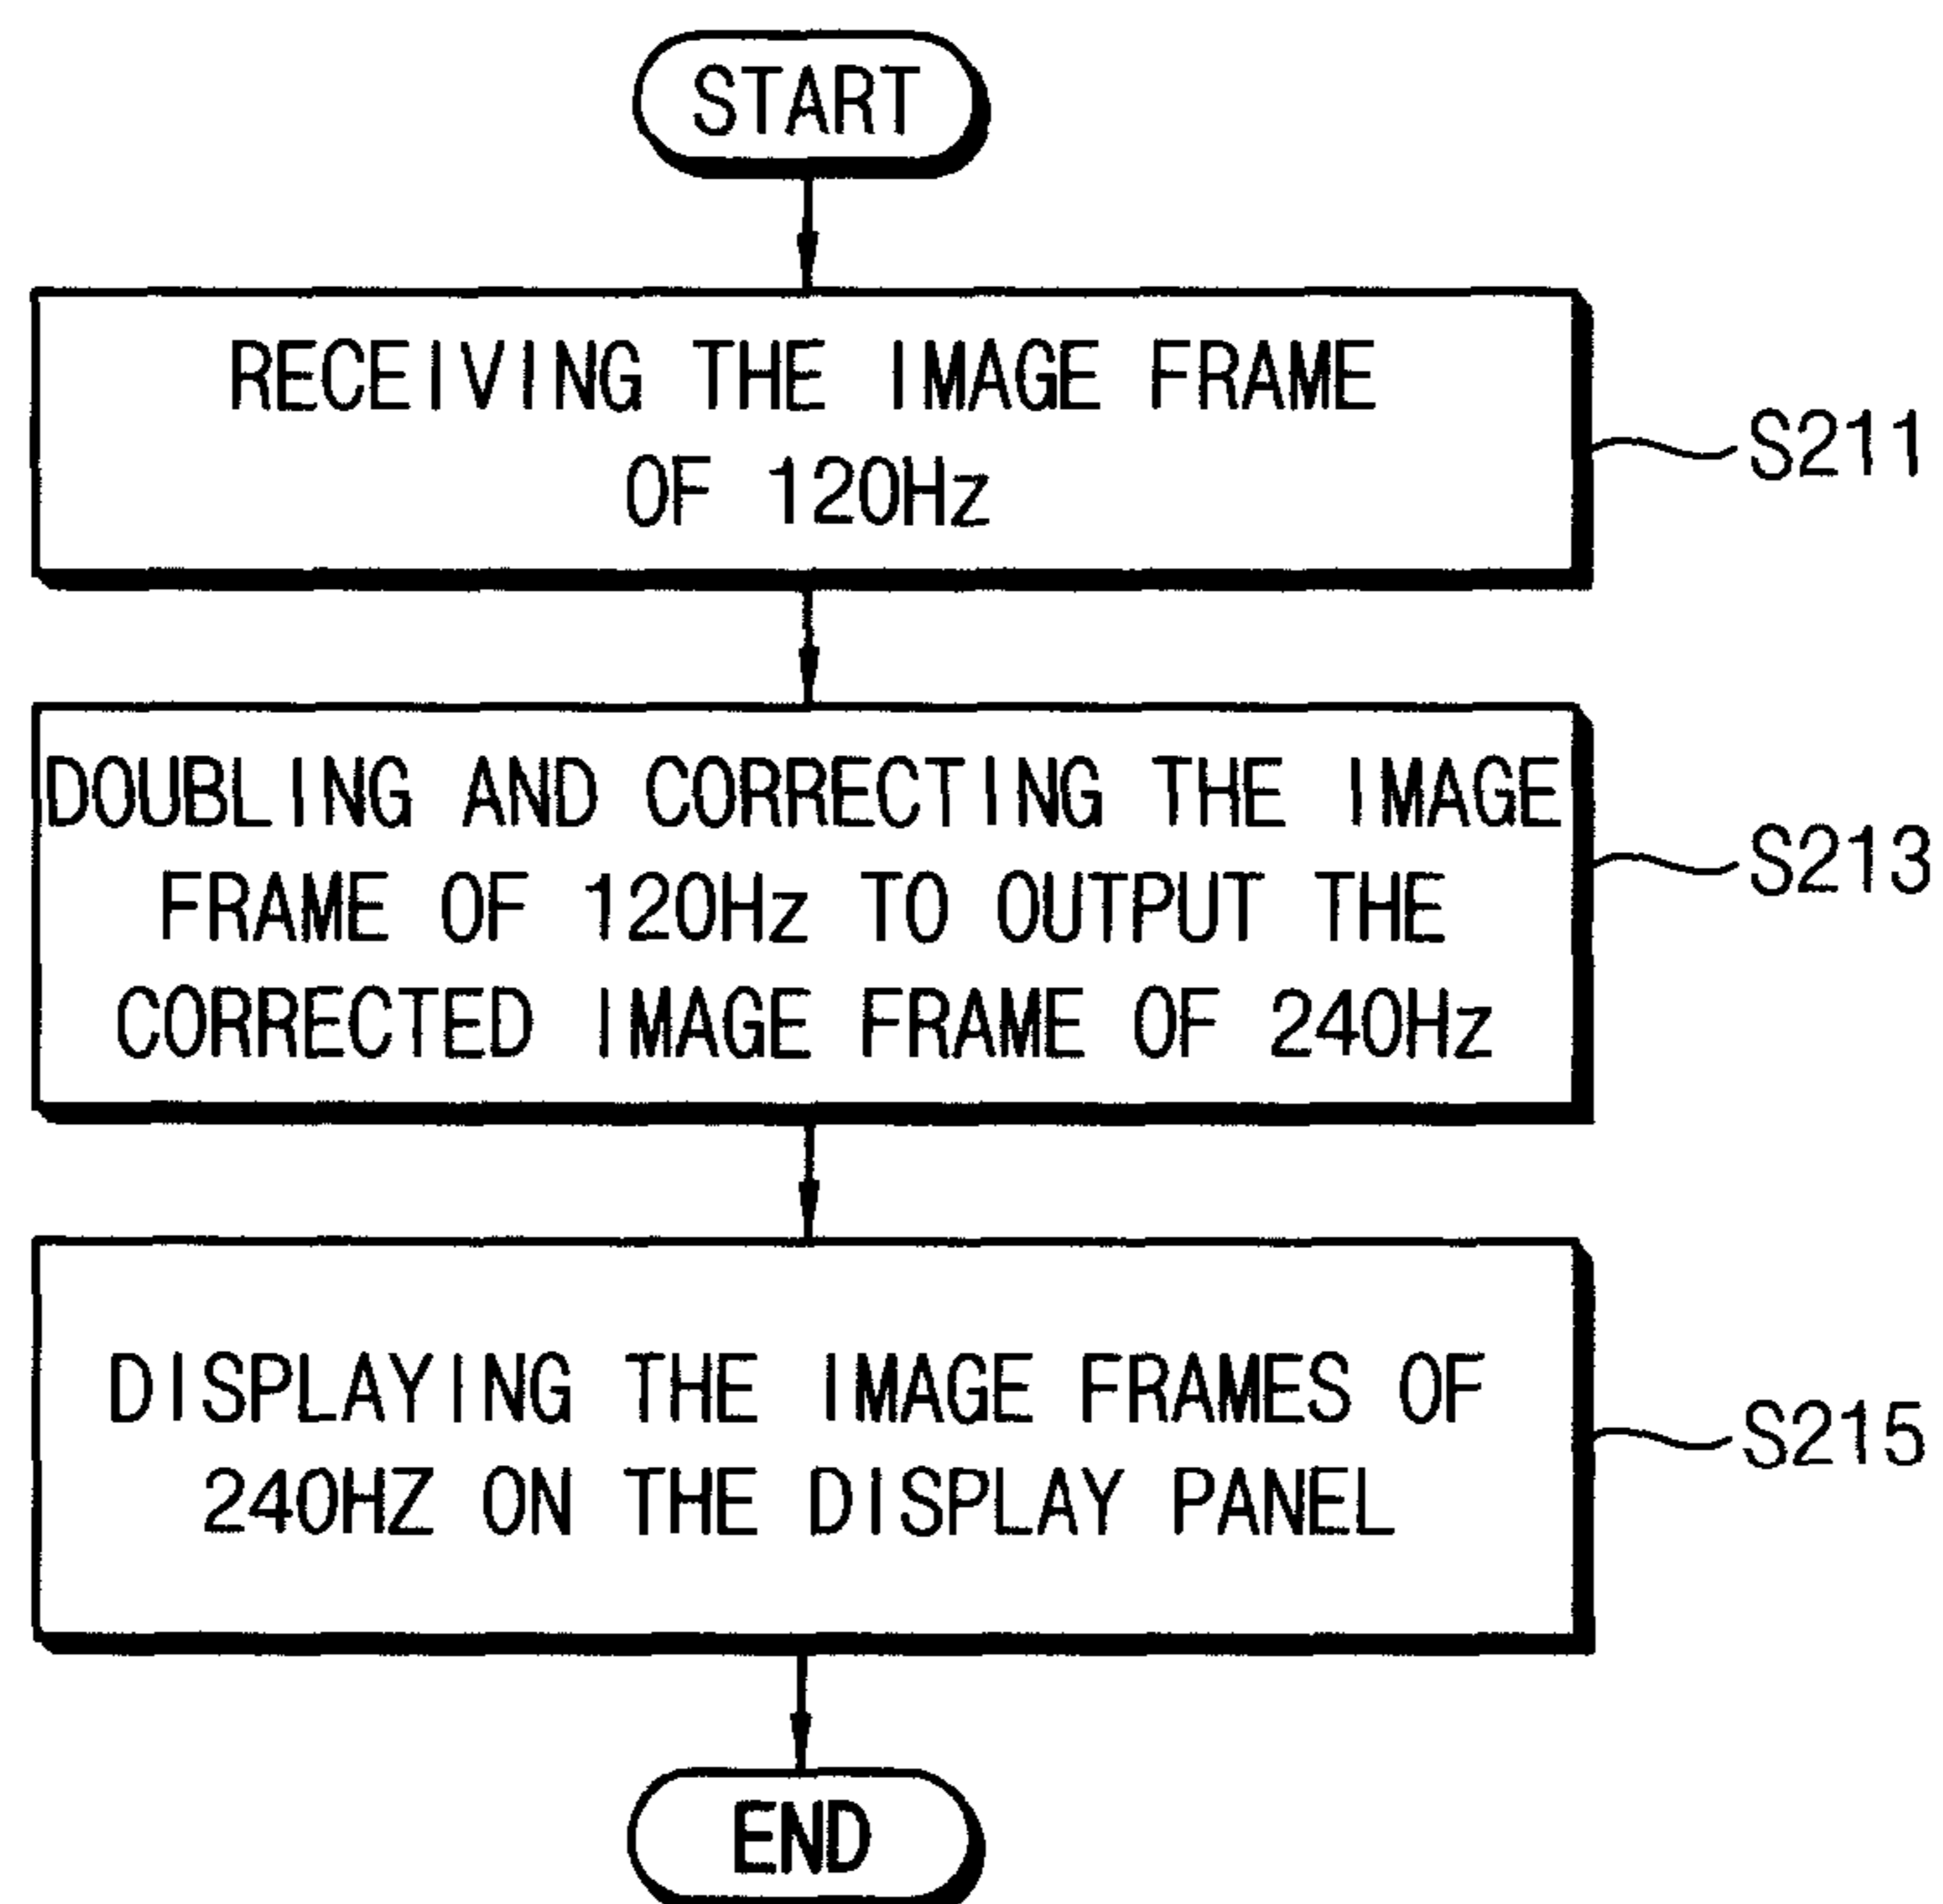 START
RECEIVING THE IMAGE FRAME
OF 120Hz
S211
DOUBLING AND CORRECTING THE IMAGE
FRAME OF 120Hz TO OUTPUT THE
CORRECTED IMAGE FRAME OF 240Hz
S213
DISPLAYING THE IMAGE FRAMES OF
240HZ ON THE DISPLAY PANEL
S215
END